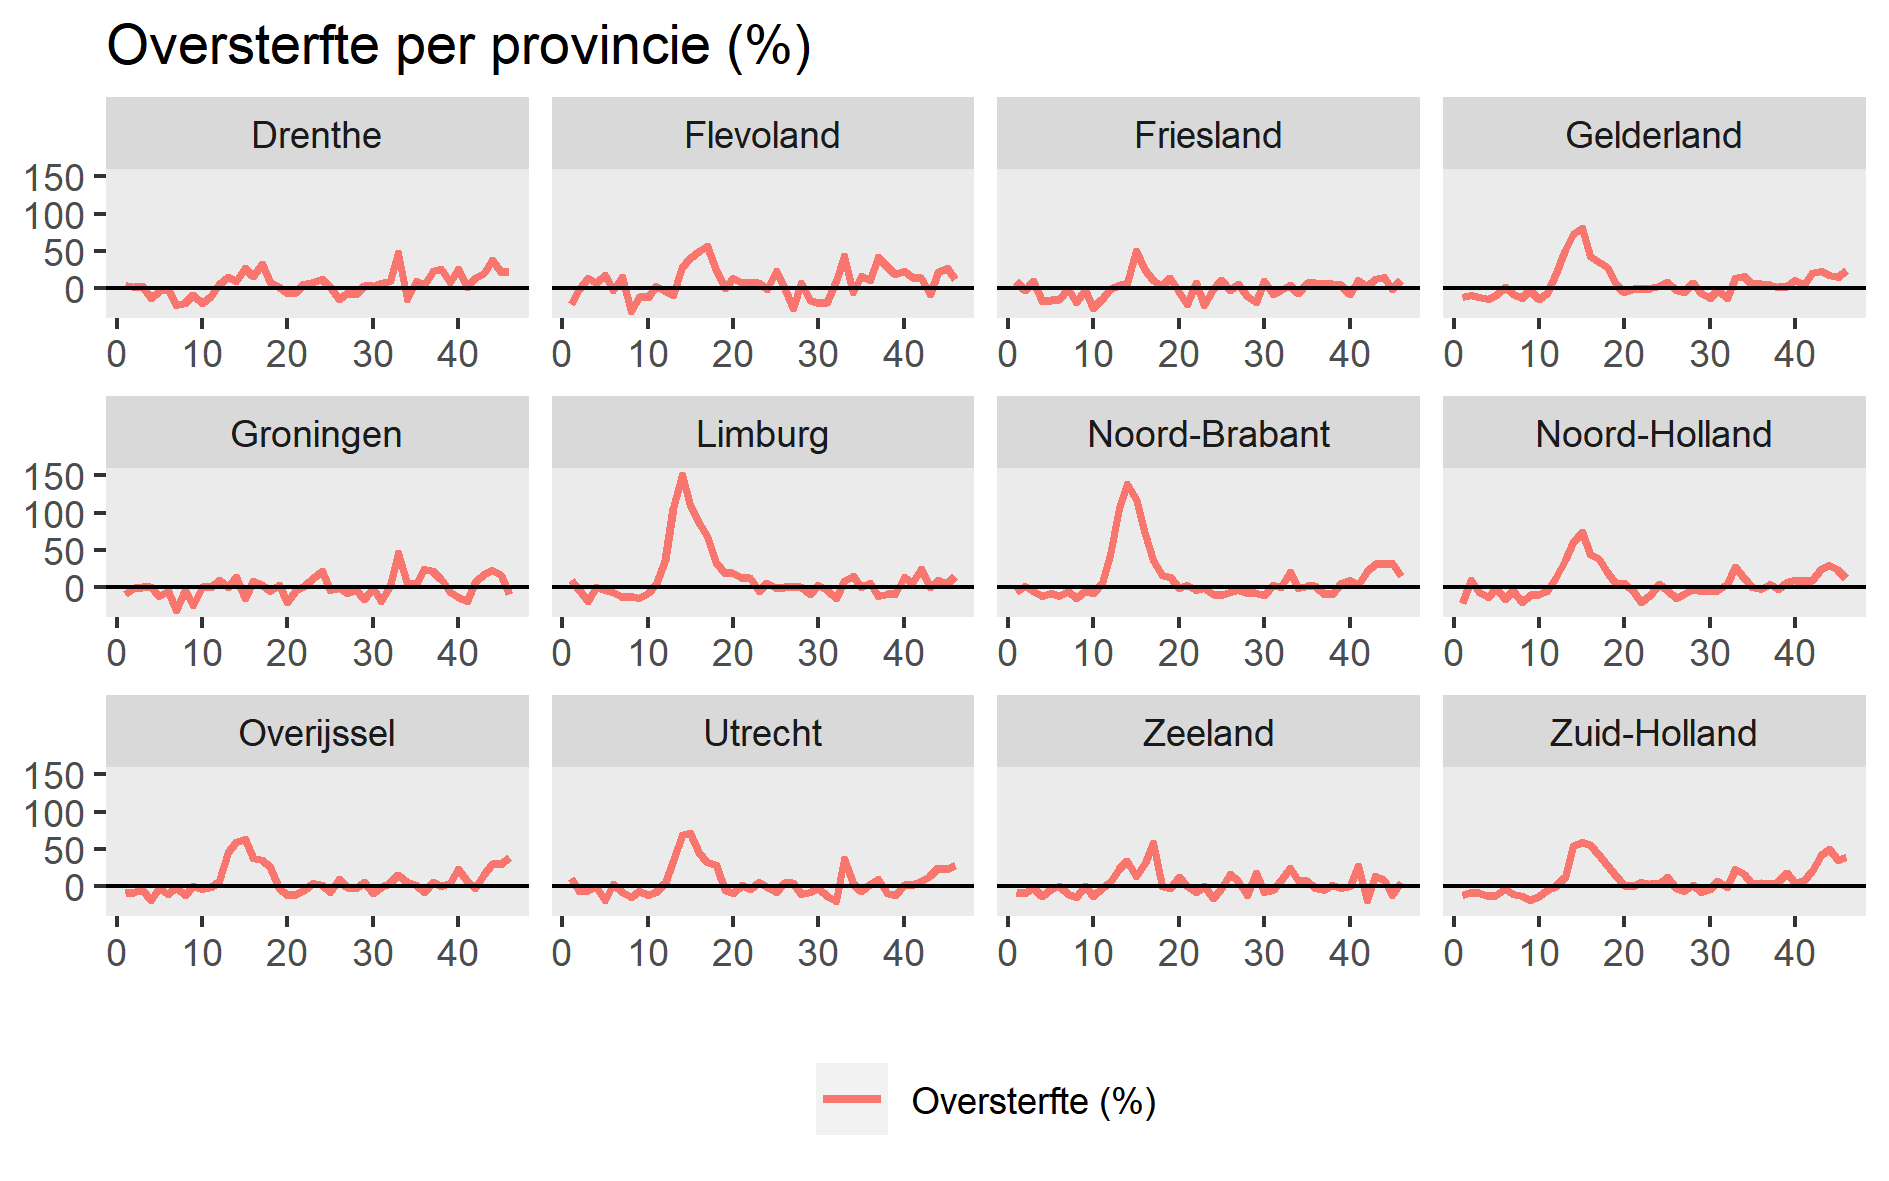 Oversterfte per provincie (%)
Drenthe Flevoland Friesland Gelderland
150
100
50
0
0 10 20 30 40 0 10 20 30 40 0 10 20 30 40 0 10 20 30 40
Groningen Limburg Noord-Brabant Noord-Holland
150
100
50
0
0 10 20 30 40 0 10 20 30 40 0 10 20 30 40 0 10 20 30 40
Overijssel Utrecht Zeeland Zuid-Holland
150
100
50
0
0 10 20 30 40 0 10 20 30 40 0 10 20 30 40 0 10 20 30 40
Oversterfte (%)